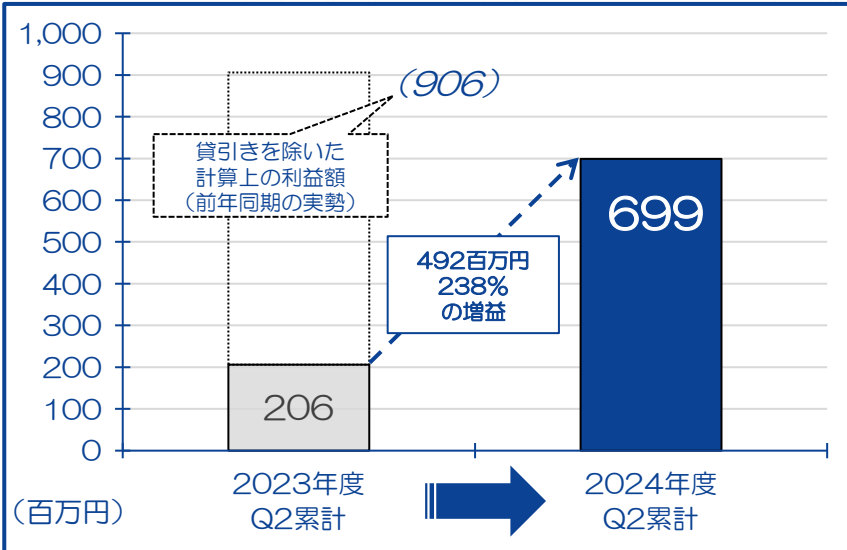 1,000
900
800
700
600
500
400
300
200
100
0
(906)
貸引きを除いた
計算上の利益額
（前年同期の実勢）
492百万円
238%
の増益
206
699
2023年度
Q2累計
2024年度
Q2累計
（百万円）